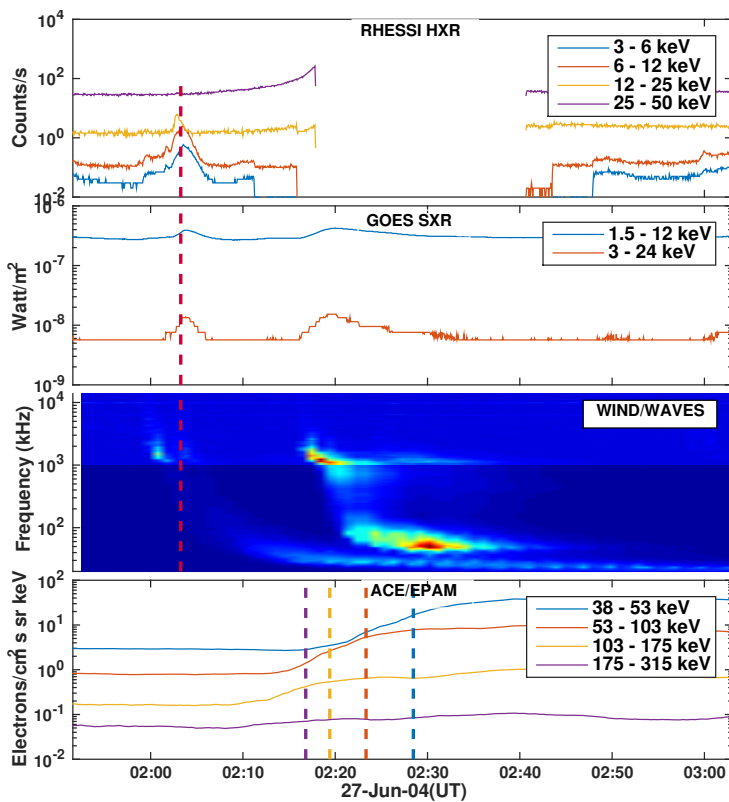 RHESSI HXR
10^4
10^2
10^0
10^-2
Counts/s
3 - 6 keV
6 - 12 keV
12 - 25 keV
25 - 50 keV
GOES SXR
10^-6
10^-7
10^-8
10^-9
Watt/m^2
1.5 - 12 keV
3 - 24 keV
WIND/WAVES
10^4
10^3
10^2
Frequency (kHz)
ACE/EPAM
10^2
10^1
10^0
10^-1
10^-2
Electrons/cm^2 s sr keV
38 - 53 keV
53 - 103 keV
103 - 175 keV
175 - 315 keV
02:00 02:10 02:20 02:30 02:40 02:50 03:00
27-Jun-04(UT)